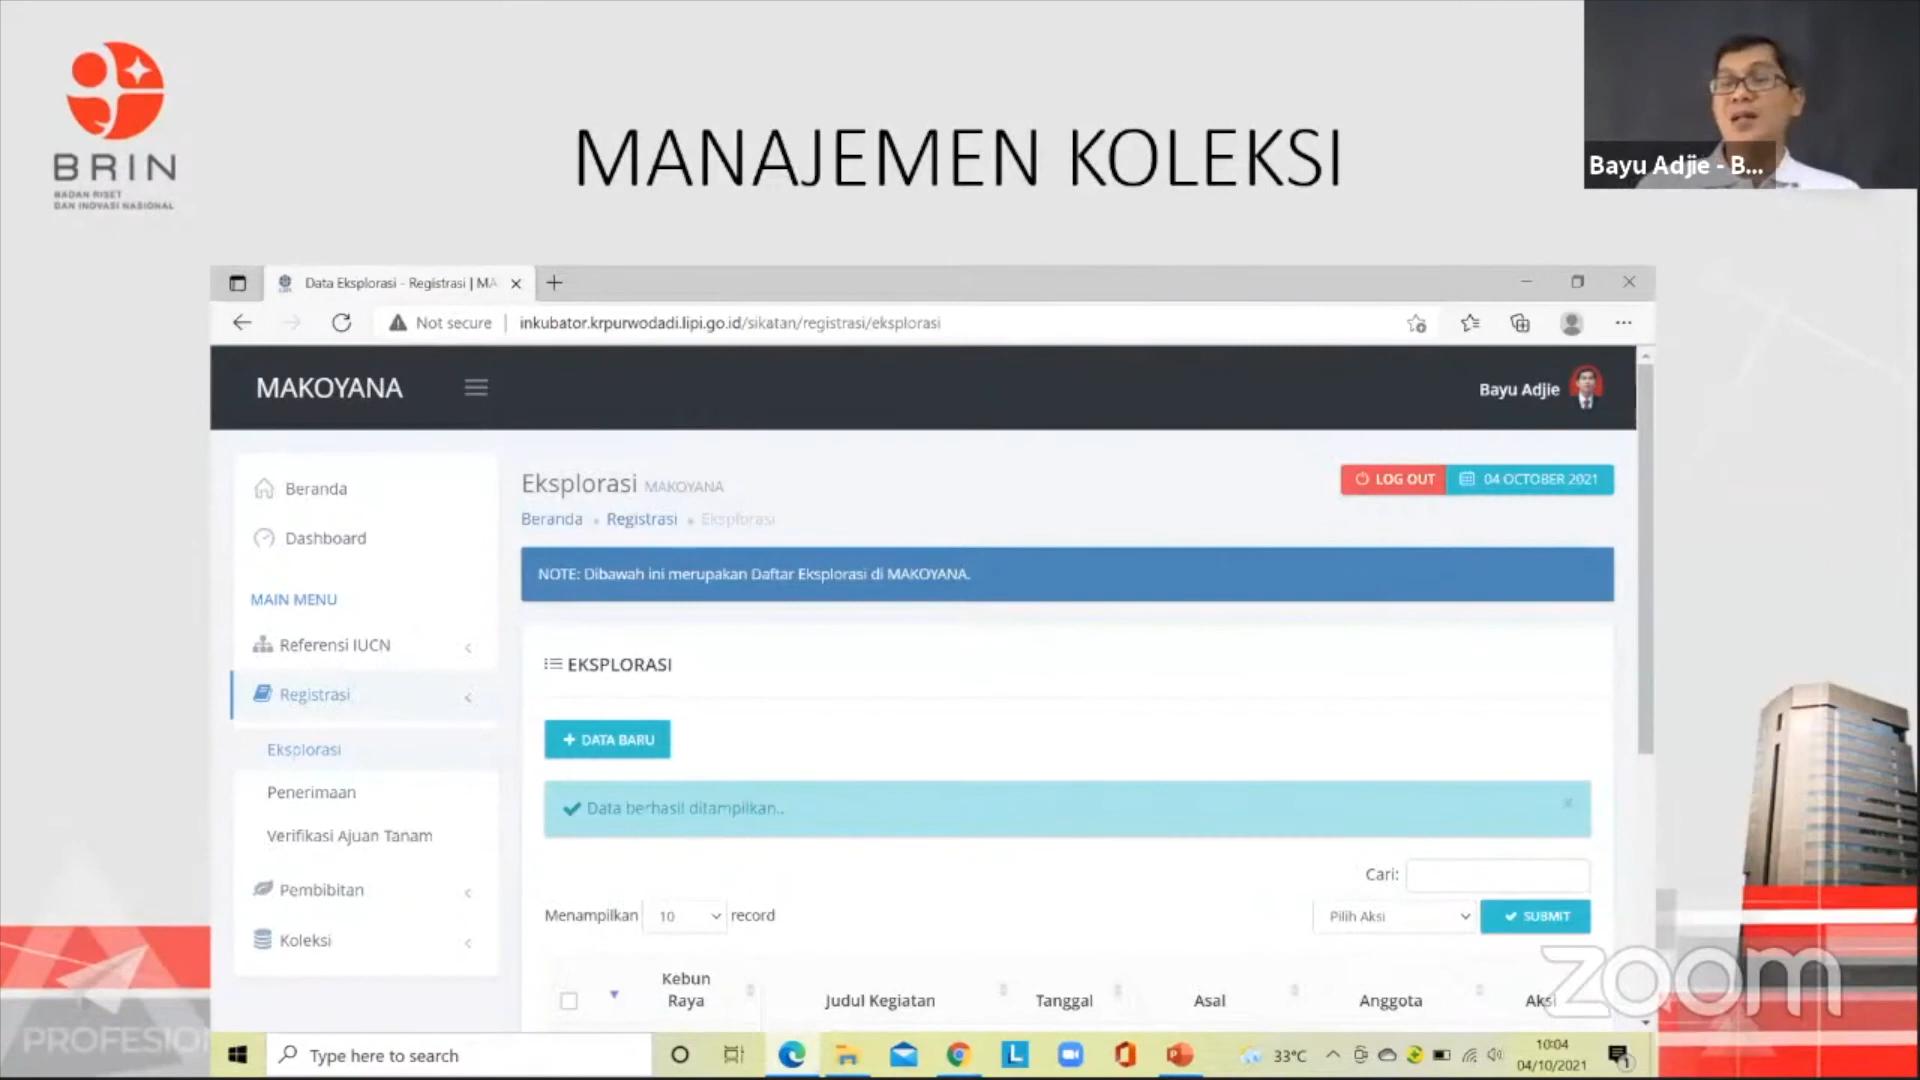 BRIN
BADAN RISET
DAN INOVASI NASIONAL
MANAJEMEN KOLEKSI
Bayu Adjie - B...
Data Eksplorasi - Registrasi | MA
Not secure
inkubator.krpurwodadi.lipi.go.id/sikatan/registrasi/eksplorasi
MAKOYANA
Bayu Adjie
Beranda
Dashboard
MAIN MENU
Referensi IUCN
Registrasi
Eksplorasi
Penerimaan
Verifikasi Ajuan Tanam
Pembibitan
Koleksi
Eksplorasi MAKOYANA
LOG OUT
04 OCTOBER 2021
Beranda Registrasi Eksplorasi
NOTE: Dibawah ini merupakan Daftar Eksplorasi di MAKOYANA.
EKSPLORASI
+ DATA BARU
Data berhasil ditampilkan..
Cari:
Menampilkan 10 record
Pilih Aksi
SUBMIT
Kebun
Raya
Judul Kegiatan
Tanggal
Asal
Anggota
Aksi
zoom
PROFESION
Type here to search
33°C
10:04
04/10/2021
1